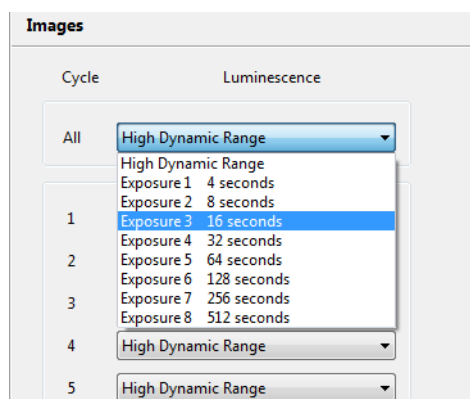 Images
Cycle Luminescence
All High Dynamic Range
High Dynamic Range
Exposure 1 4 seconds
Exposure 2 8 seconds
1 Exposure 3 16 seconds
Exposure 4 32 seconds
2 Exposure 5 64 seconds
Exposure 6 128 seconds
3 Exposure 7 256 seconds
Exposure 8 512 seconds
4 High Dynamic Range
5 High Dynamic Range